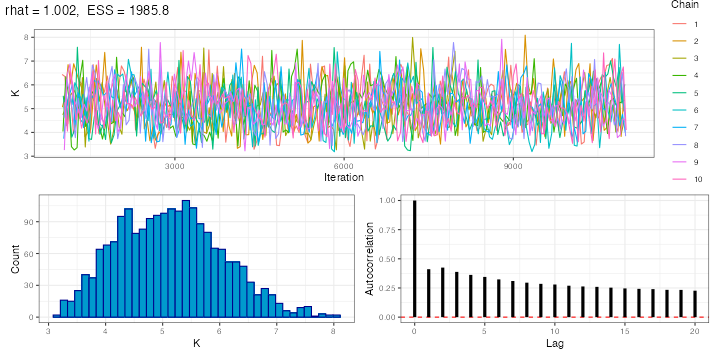 rhat = 1.002,  ESS = 1985.8
Chain
1
2
3
4
5
6
7
8
9
10
K
8
7
6
5
4
3
3000 6000 9000
Iteration
Count
90
60
30
0
3 4 5 6 7 8
K
Autocorrelation
1.00
0.75
0.50
0.25
0.00
0 5 10 15 20
Lag